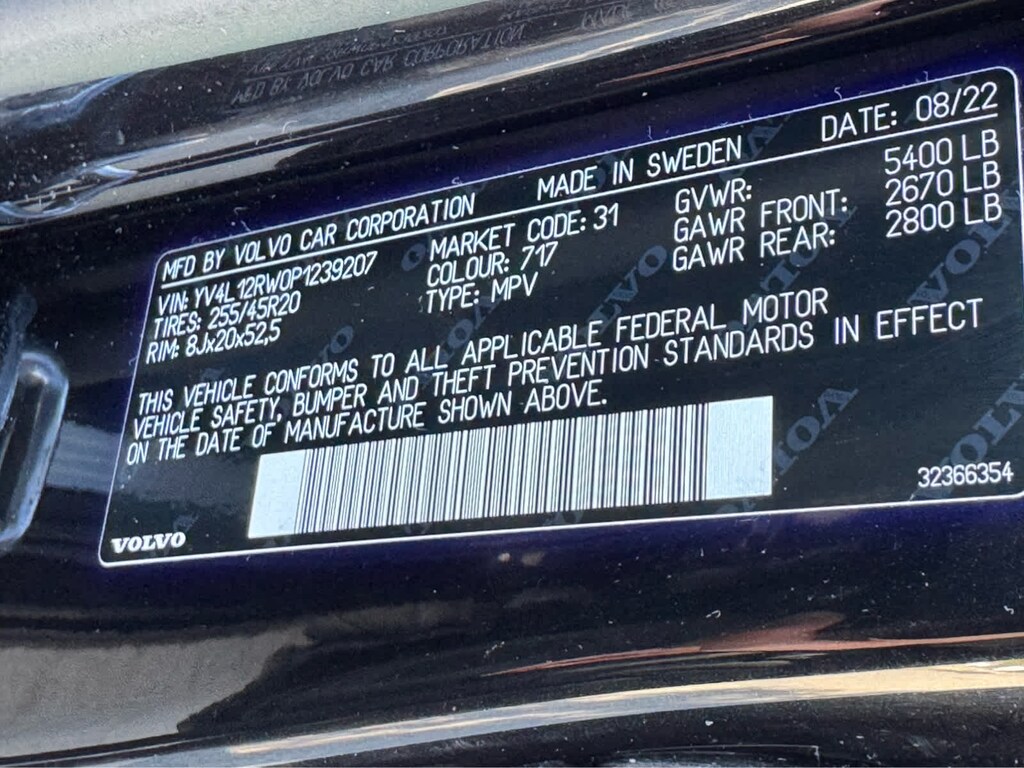 MFD BY VOLVO CAR CORPORATION MADE IN SWEDEN DATE: 08/22
VIN: YV4L12RW0P1239207 MARKET CODE: 31 GVWR: 5400 LB
TIRES: 255/45R20 COLOUR: 717 GAWR FRONT: 2670 LB
RIM: 8Jx20x52,5 TYPE: MPV GAWR REAR: 2800 LB
THIS VEHICLE CONFORMS TO ALL APPLICABLE FEDERAL MOTOR
VEHICLE SAFETY, BUMPER AND THEFT PREVENTION STANDARDS IN EFFECT
ON THE DATE OF MANUFACTURE SHOWN ABOVE.
32366354
VOLVO